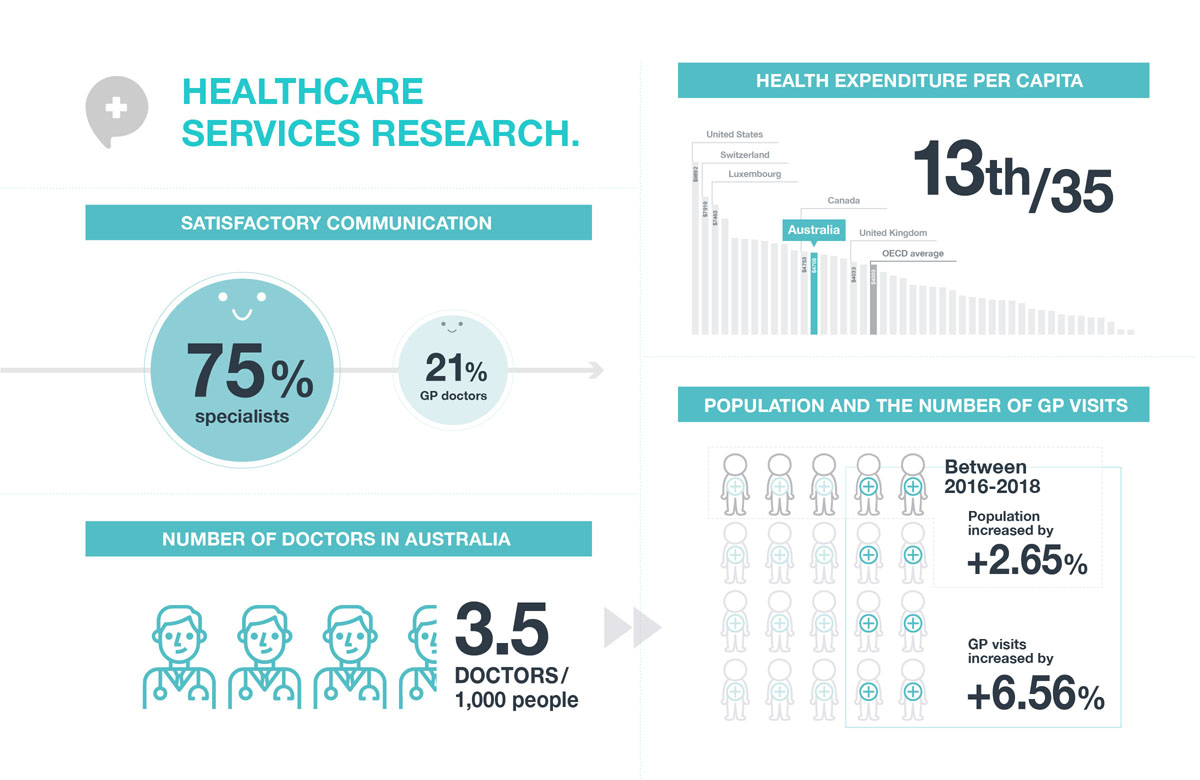 HEALTHCARE
SERVICES RESEARCH.
SATISFACTORY COMMUNICATION
75%
specialists
21%
GP doctors
NUMBER OF DOCTORS IN AUSTRALIA
3.5
DOCTORS/
1,000 people
HEALTH EXPENDITURE PER CAPITA
13th/35
United States
Switzerland
Luxembourg
Canada
Australia
United Kingdom
OECD average
$9892
$7919
$7463
$4753
$4708
POPULATION AND THE NUMBER OF GP VISITS
Between
2016-2018
Population
increased by
+2.65%
GP visits
increased by
+6.56%